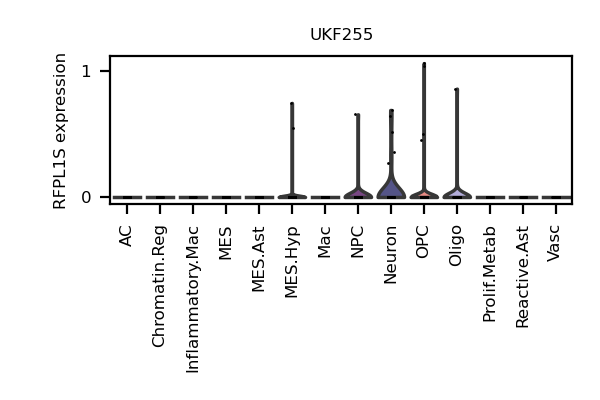 UKF255
RFPL1S expression
1
0
AC
Chromatin.Reg
Inflammatory.Mac
MES
MES.Ast
MES.Hyp
Mac
NPC
Neuron
OPC
Oligo
Prolif.Metab
Reactive.Ast
Vasc